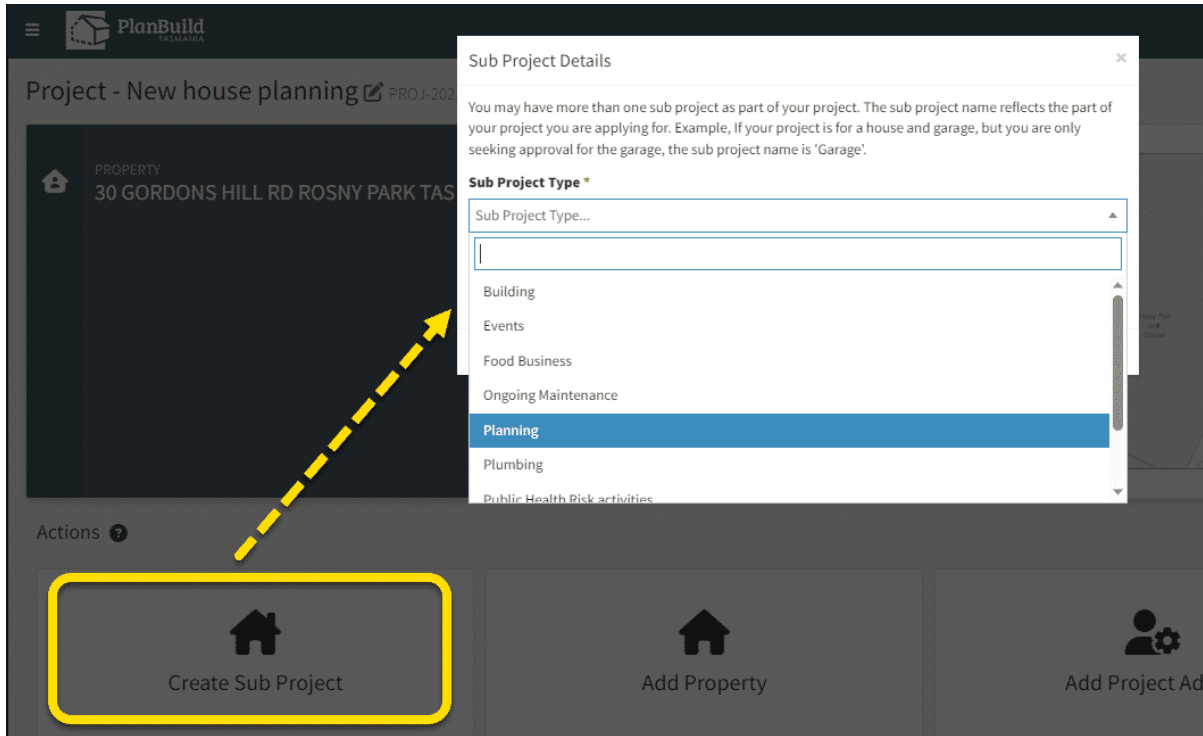 PlanBuild
TASMANIA
Project - New house planning PROJ-202
PROPERTY
30 GORDONS HILL RD ROSNY PARK TAS
Sub Project Details
×
You may have more than one sub project as part of your project. The sub project name reflects the part of
your project you are applying for. Example, If your project is for a house and garage, but you are only
seeking approval for the garage, the sub project name is 'Garage'.
Sub Project Type *
Sub Project Type...
Building
Events
Food Business
Ongoing Maintenance
Planning
Plumbing
Public Health Risk activities
Actions ?
Create Sub Project
Add Property
Add Project Ad